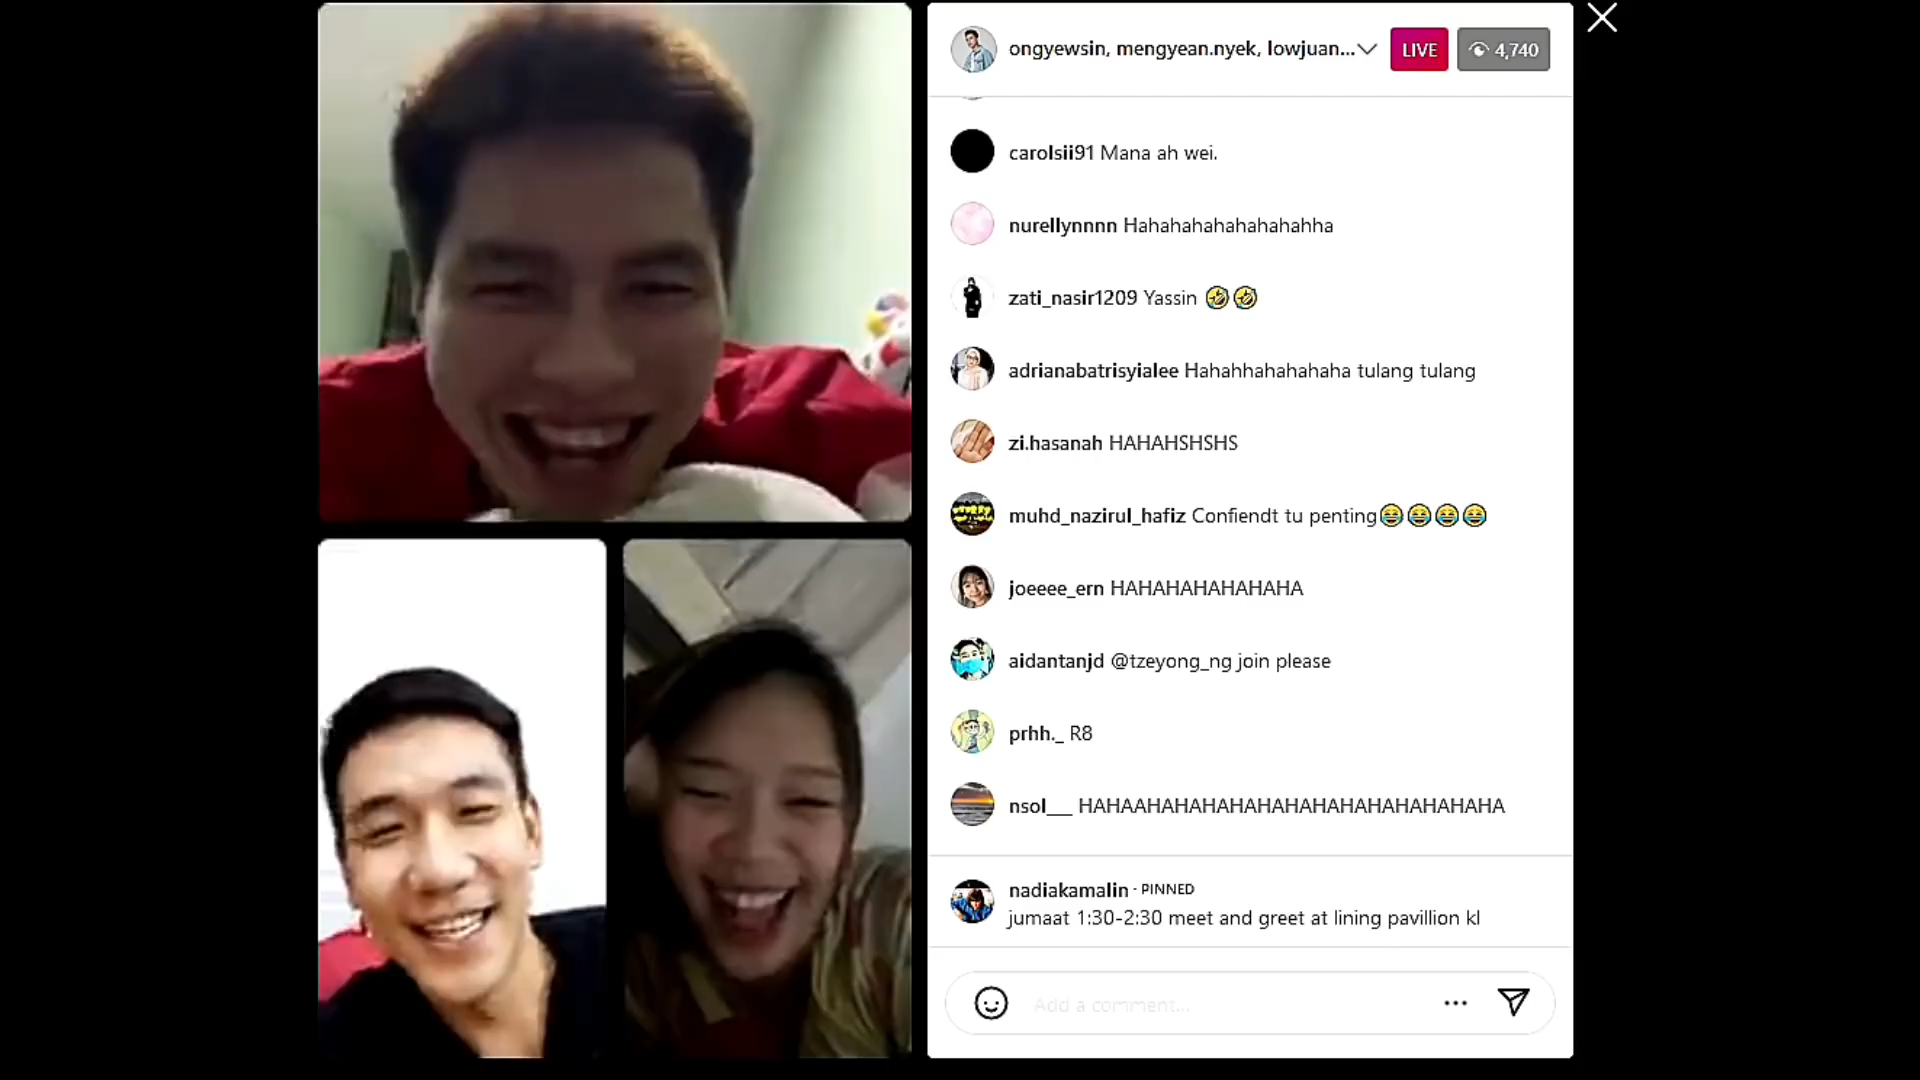 ongyewsin, mengyean.nyek, lowjuan...
LIVE
4,740
carolsii91 Mana ah wei.
nurellynnnn Hahahahahahahahahha
zati_nasir1209 Yassin 🤣🤣
adrianabatrisyialee Hahahhahahahaha tulang tulang
zi.hasanah HAHAHSHSHS
muhd_nazirul_hafiz Confiendt tu penting😂😂😂😂
joeeee_ern HAHAHAHAHAHAHA
aidantanjd @tzeyong_ng join please
prhh._ R8
nsol___ HAHAAHAHAHAHAHAHAHAHAHAHAHAHAHA
nadiakamalin · PINNED
jumaat 1:30-2:30 meet and greet at lining pavillion kl
Add a comment...